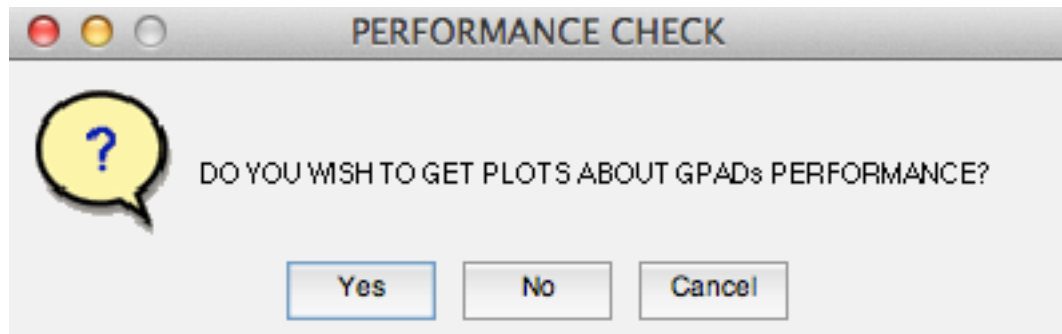 PERFORMANCE CHECK
?
DO YOU WISH TO GET PLOTS ABOUT GPADs PERFORMANCE?
Yes No Cancel